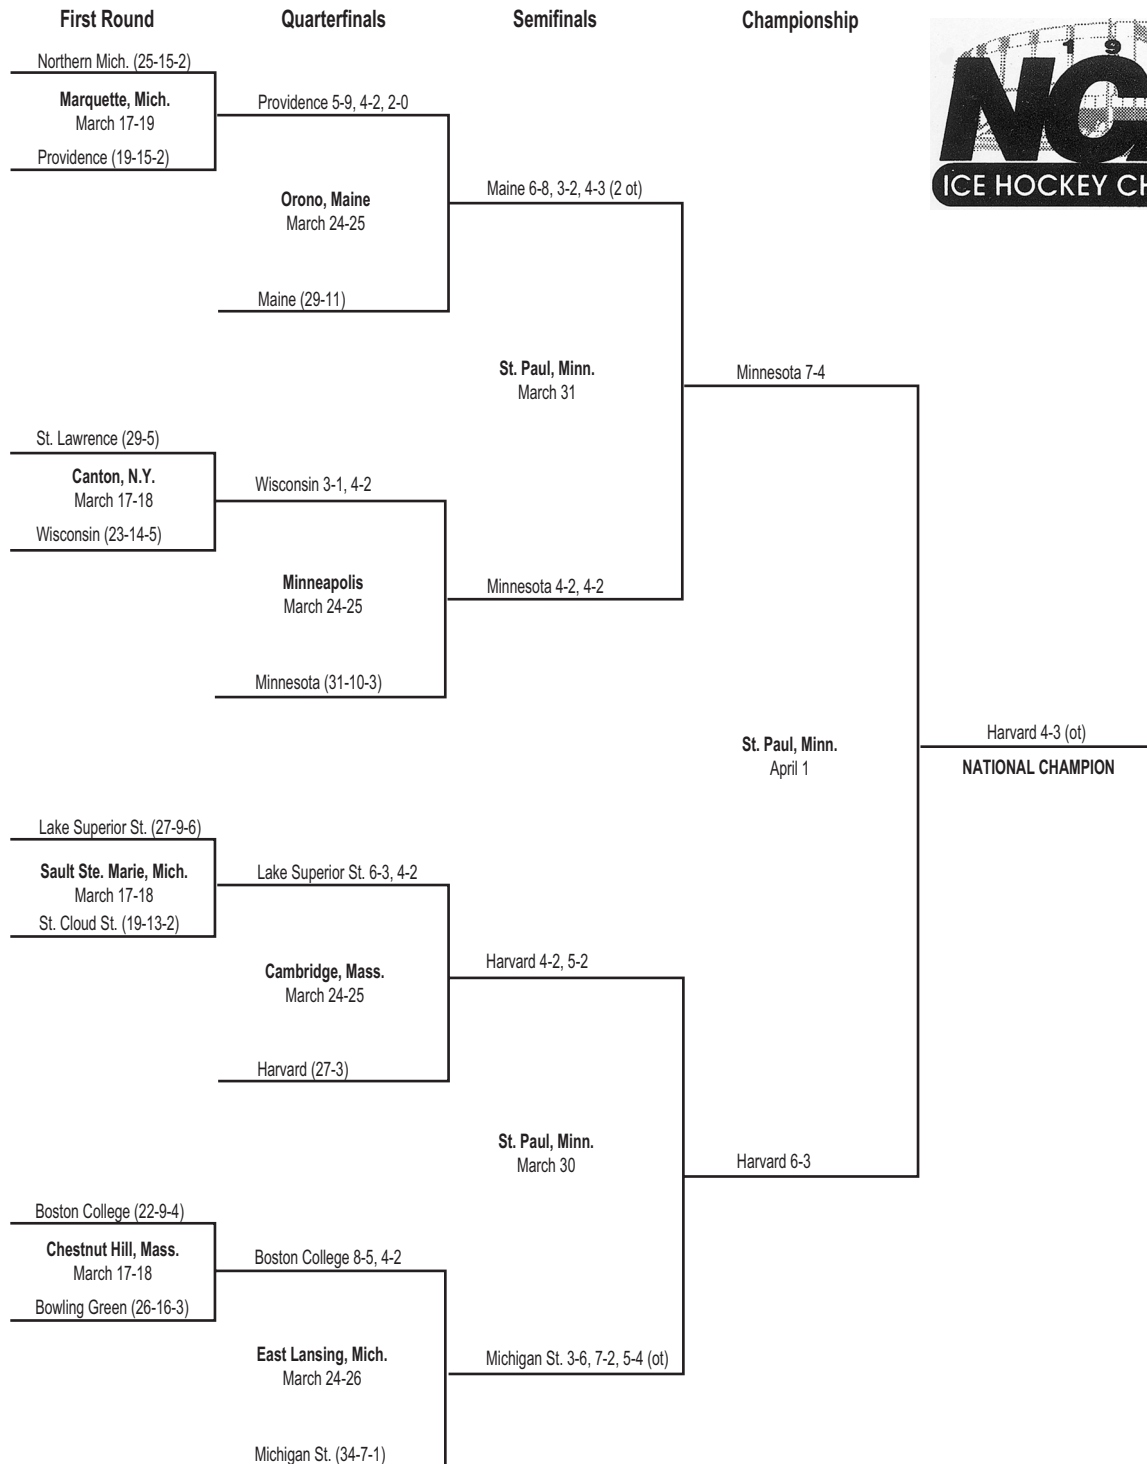 First Round Quarterfinals Semifinals Championship
19
NC
ICE HOCKEY CH
Northern Mich. (25-15-2)
Marquette, Mich.
March 17-19
Providence (19-15-2)
Providence 5-9, 4-2, 2-0
Orono, Maine
March 24-25
Maine (29-11)
Maine 6-8, 3-2, 4-3 (2 ot)
St. Paul, Minn.
March 31
Minnesota 7-4
St. Lawrence (29-5)
Canton, N.Y.
March 17-18
Wisconsin (23-14-5)
Wisconsin 3-1, 4-2
Minneapolis
March 24-25
Minnesota (31-10-3)
Minnesota 4-2, 4-2
St. Paul, Minn.
April 1
Harvard 4-3 (ot)
NATIONAL CHAMPION
Lake Superior St. (27-9-6)
Sault Ste. Marie, Mich.
March 17-18
St. Cloud St. (19-13-2)
Lake Superior St. 6-3, 4-2
Cambridge, Mass.
March 24-25
Harvard (27-3)
Harvard 4-2, 5-2
St. Paul, Minn.
March 30
Harvard 6-3
Boston College (22-9-4)
Chestnut Hill, Mass.
March 17-18
Bowling Green (26-16-3)
Boston College 8-5, 4-2
East Lansing, Mich.
March 24-26
Michigan St. (34-7-1)
Michigan St. 3-6, 7-2, 5-4 (ot)